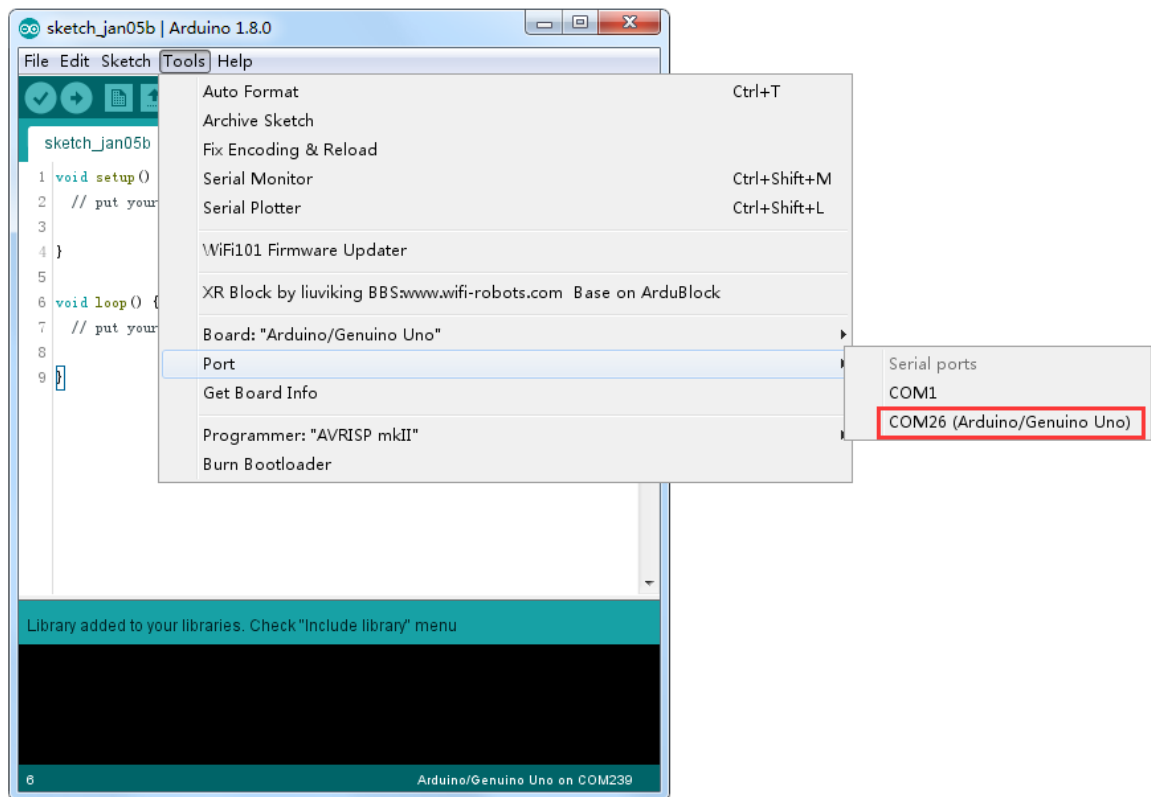 sketch_jan05b | Arduino 1.8.0
File Edit Sketch Tools Help
Auto Format Ctrl+T
Archive Sketch
Fix Encoding & Reload
Serial Monitor Ctrl+Shift+M
Serial Plotter Ctrl+Shift+L
WiFi101 Firmware Updater
XR Block by liuviking BBS:www.wifi-robots.com Base on ArduBlock
Board: "Arduino/Genuino Uno"
Port
Get Board Info
Programmer: "AVRISP mkII"
Burn Bootloader
Serial ports
COM1
COM26 (Arduino/Genuino Uno)
sketch_jan05b
1 void setup()
2 // put your
3
4 }
5
6 void loop() {
7 // put your
8
9 }
Library added to your libraries. Check "Include library" menu
6 Arduino/Genuino Uno on COM239